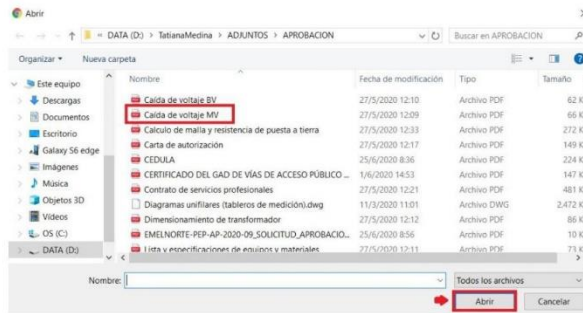 Abrir
« DATA (D:) > TatianaMedina > ADJUNTOS > APROBACION
Buscar en APROBACION
Organizar
Nueva carpeta
Este equipo
Descargas
Documentos
Escritorio
Galaxy S6 edge
Imágenes
Música
Objetos 3D
Vídeos
OS (C:)
DATA (D:)
Nombre Fecha de modificación Tipo Tamaño
Caída de voltaje BV 27/5/2020 12:10 Archivo PDF 62 K
Caída de voltaje MV 27/5/2020 12:09 Archivo PDF 66 K
Calculo de malla y resistencia de puesta a tierra 27/5/2020 12:33 Archivo PDF 272 K
Carta de autorización 27/5/2020 12:17 Archivo PDF 149 K
CEDULA 25/6/2020 8:36 Archivo PDF 224 K
CERTIFICADO DEL GAD DE VÍAS DE ACCESO PÚBLICO ... 1/6/2020 14:53 Archivo PDF 147 K
Contrato de servicios profesionales 27/5/2020 12:21 Archivo PDF 481 K
Diagramas unifilares (tableros de medición).dwg 11/3/2020 11:01 Archivo DWG 2.472 K
Dimensionamiento de transformador 27/5/2020 12:12 Archivo PDF 86 K
EMELNORTE-PEP-AP-2020-09_SOLICITUD_APROBACIO... 25/6/2020 8:56 Archivo PDF 10 K
Lista y especificaciones de equipos y materiales 27/5/2020 12:11 Archivo PDF 73 K
Nombre:
Todos los archivos
Abrir
Cancelar